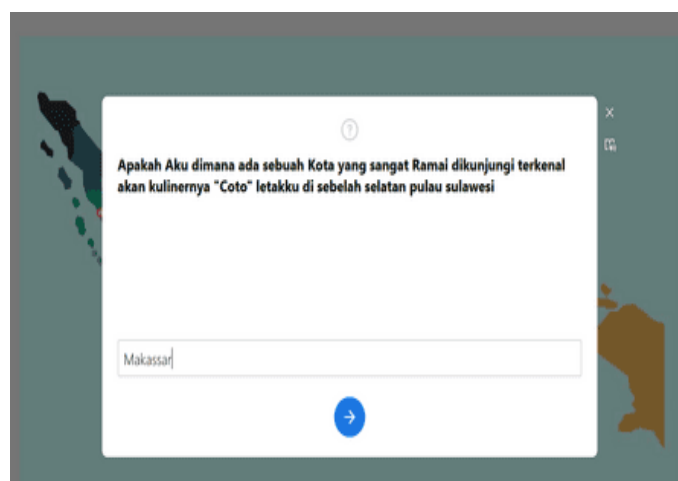 Apakah Aku dimana ada sebuah Kota yang sangat Ramai dikunjungi terkenal
akan kulinernya "Coto" letakku di sebelah selatan pulau sulawesi
Makassar